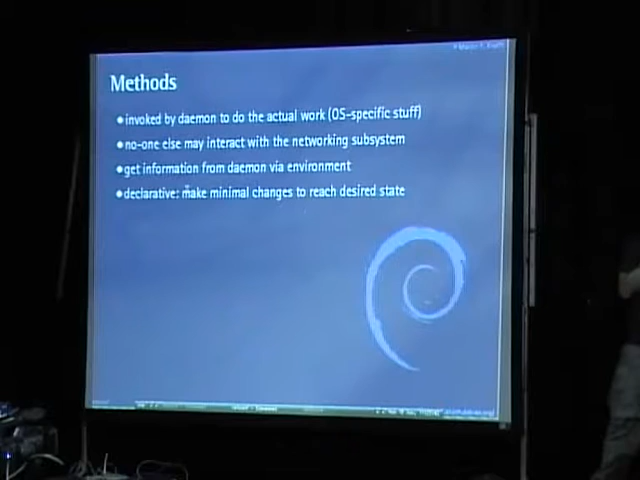 Methods
invoked by daemon to do the actual work (OS-specific stuff)
no-one else may interact with the networking subsystem
get information from daemon via environment
declarative: make minimal changes to reach desired state